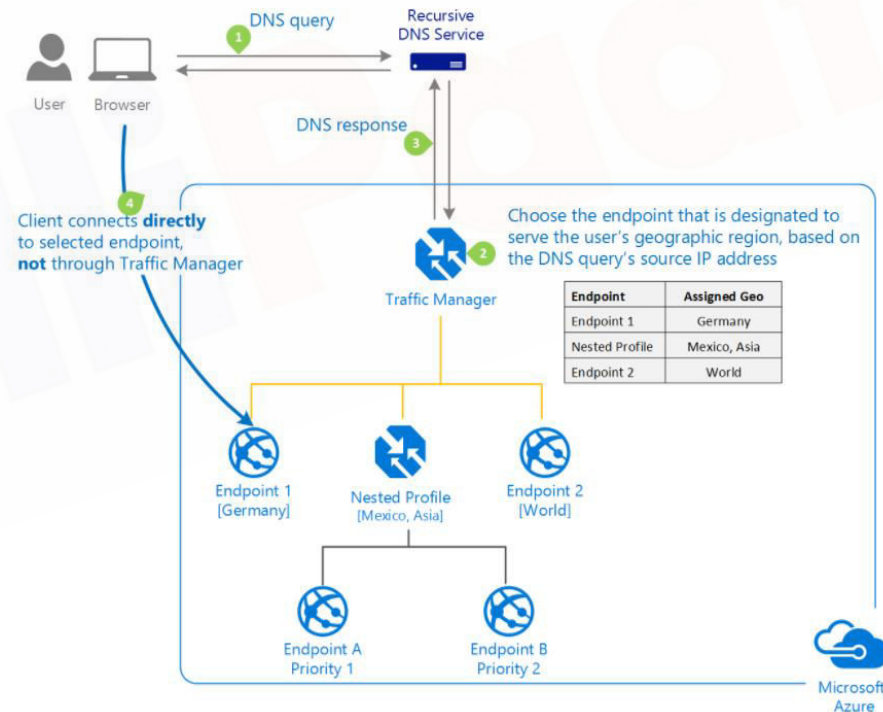 DNS query
1
Recursive
DNS Service
User
Browser
DNS response
3
4
Client connects directly
to selected endpoint,
not through Traffic Manager
2
Choose the endpoint that is designated to
serve the user's geographic region, based on
the DNS query's source IP address
Traffic Manager
Endpoint Assigned Geo
Endpoint 1 Germany
Nested Profile Mexico, Asia
Endpoint 2 World
Endpoint 1
[Germany]
Nested Profile
[Mexico, Asia]
Endpoint 2
[World]
Endpoint A
Priority 1
Endpoint B
Priority 2
Microsoft
Azure